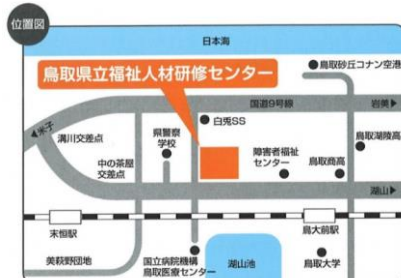 位置図
日本海
鳥取砂丘コナン空港
鳥取県立福祉人材研修センター
国道9号線
岩美▶
◀米子
白兎SS
溝川交差点
県警察
学校
鳥取湖陵高
中の茶屋
交差点
障害者福祉
センター
鳥取商高
湖山▶
末恒駅
鳥大前駅
美萩野団地
国立病院機構
鳥取医療センター
湖山池
鳥取大学